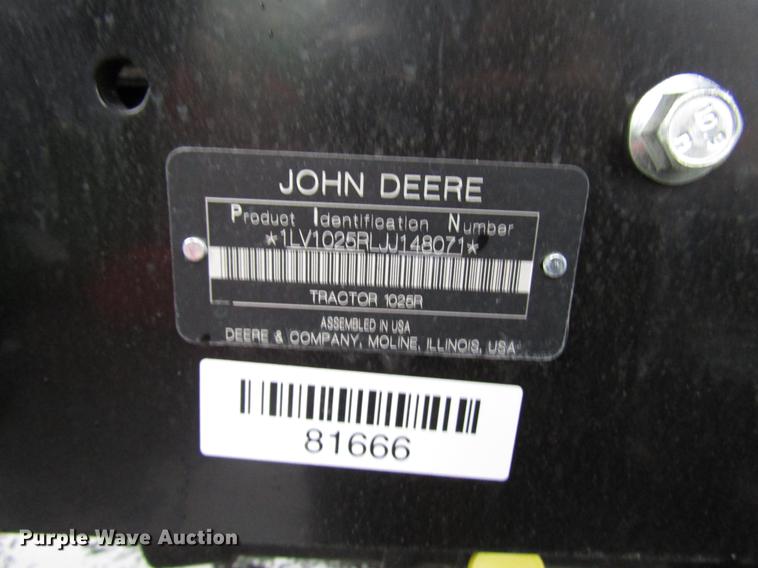 JOHN DEERE
Product Identification Number
*1LV1025RLJJ148071*
TRACTOR 1025R
ASSEMBLED IN USA
DEERE & COMPANY, MOLINE, ILLINOIS, USA
81666
Purple Wave Auction